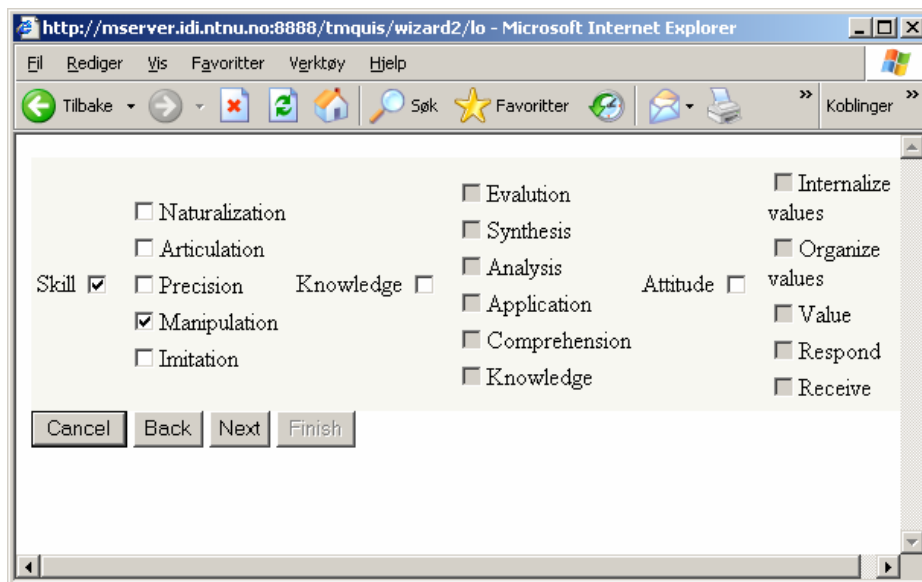 http://mserver.idi.ntnu.no:8888/tmquis/wizard2/lo - Microsoft Internet Explorer
Fil Rediger Vis Favoritter Verktøy Hjelp
Tilbake Søk Favoritter » Koblinger »
Skill
Naturalization
Articulation
Precision
Manipulation
Imitation
Knowledge
Evalution
Synthesis
Analysis
Application
Comprehension
Knowledge
Attitude
Internalize
values
Organize
values
Value
Respond
Receive
Cancel Back Next Finish